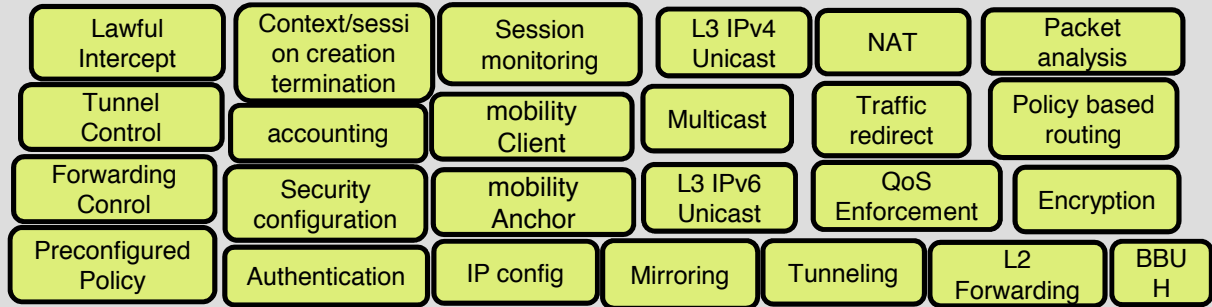 Lawful
Intercept
Context/sessi
on creation
termination
Session
monitoring
L3 IPv4
Unicast
NAT
Packet
analysis
Tunnel
Control
accounting
mobility
Client
Multicast
Traffic
redirect
Policy based
routing
Forwarding
Conrol
Security
configuration
mobility
Anchor
L3 IPv6
Unicast
QoS
Enforcement
Encryption
Preconfigured
Policy
Authentication
IP config
Mirroring
Tunneling
L2
Forwarding
BBU
H